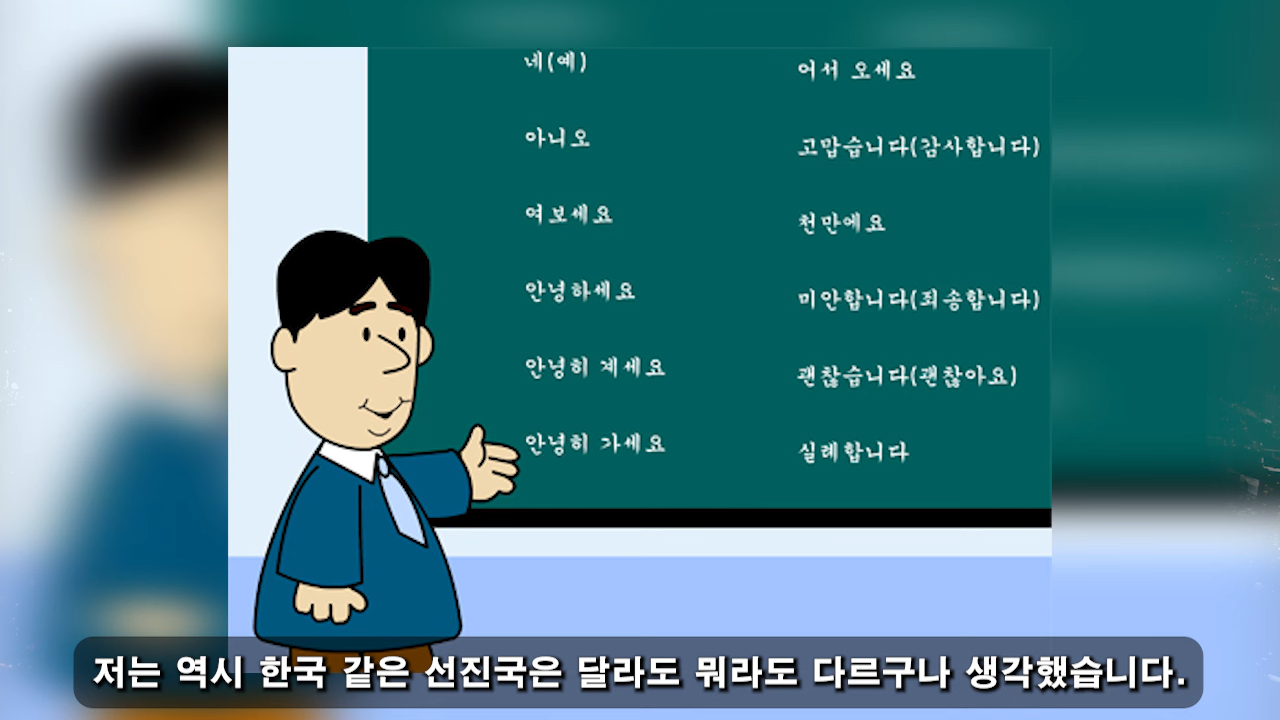 네(예)
아니오
여보세요
안녕하세요
안녕히 계세요
안녕히 가세요
어서 오세요
고맙습니다(감사합니다)
천만에요
미안합니다(죄송합니다)
괜찮습니다(괜찮아요)
실례합니다
저는 역시 한국 같은 선진국은 달라도 뭐라도 다르구나 생각했습니다.